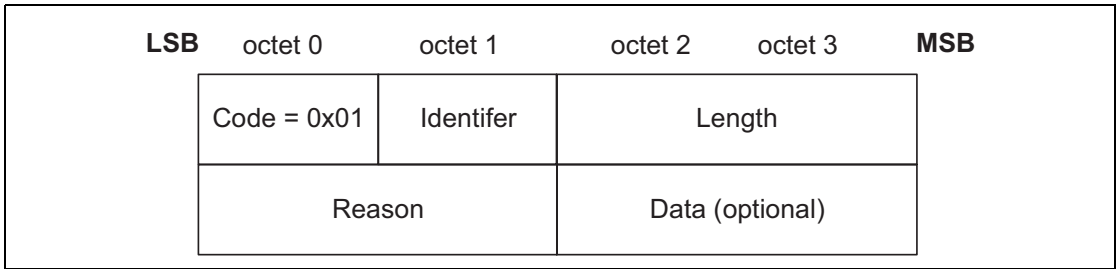 LSB octet 0 octet 1 octet 2 octet 3 MSB
Code = 0x01 Identifer Length
Reason Data (optional)